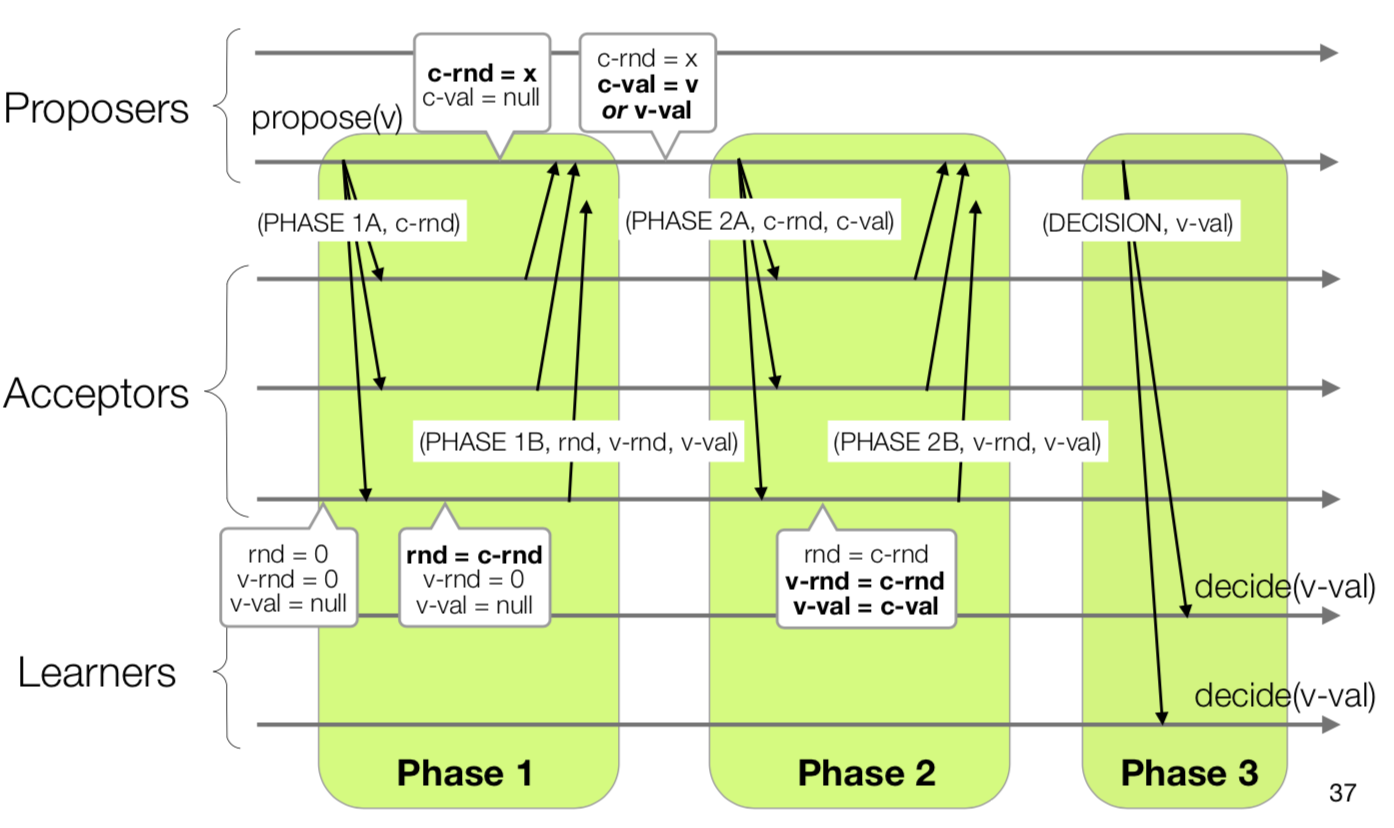 Proposers
propose(v)
c-rnd = x
c-val = null
c-rnd = x
c-val = v
or v-val
(PHASE 1A, c-rnd)
(PHASE 2A, c-rnd, c-val)
(DECISION, v-val)
Acceptors
(PHASE 1B, rnd, v-rnd, v-val)
(PHASE 2B, v-rnd, v-val)
rnd = 0
v-rnd = 0
v-val = null
rnd = c-rnd
v-rnd = 0
v-val = null
rnd = c-rnd
v-rnd = c-rnd
v-val = c-val
decide(v-val)
Learners
decide(v-val)
Phase 1
Phase 2
Phase 3
37